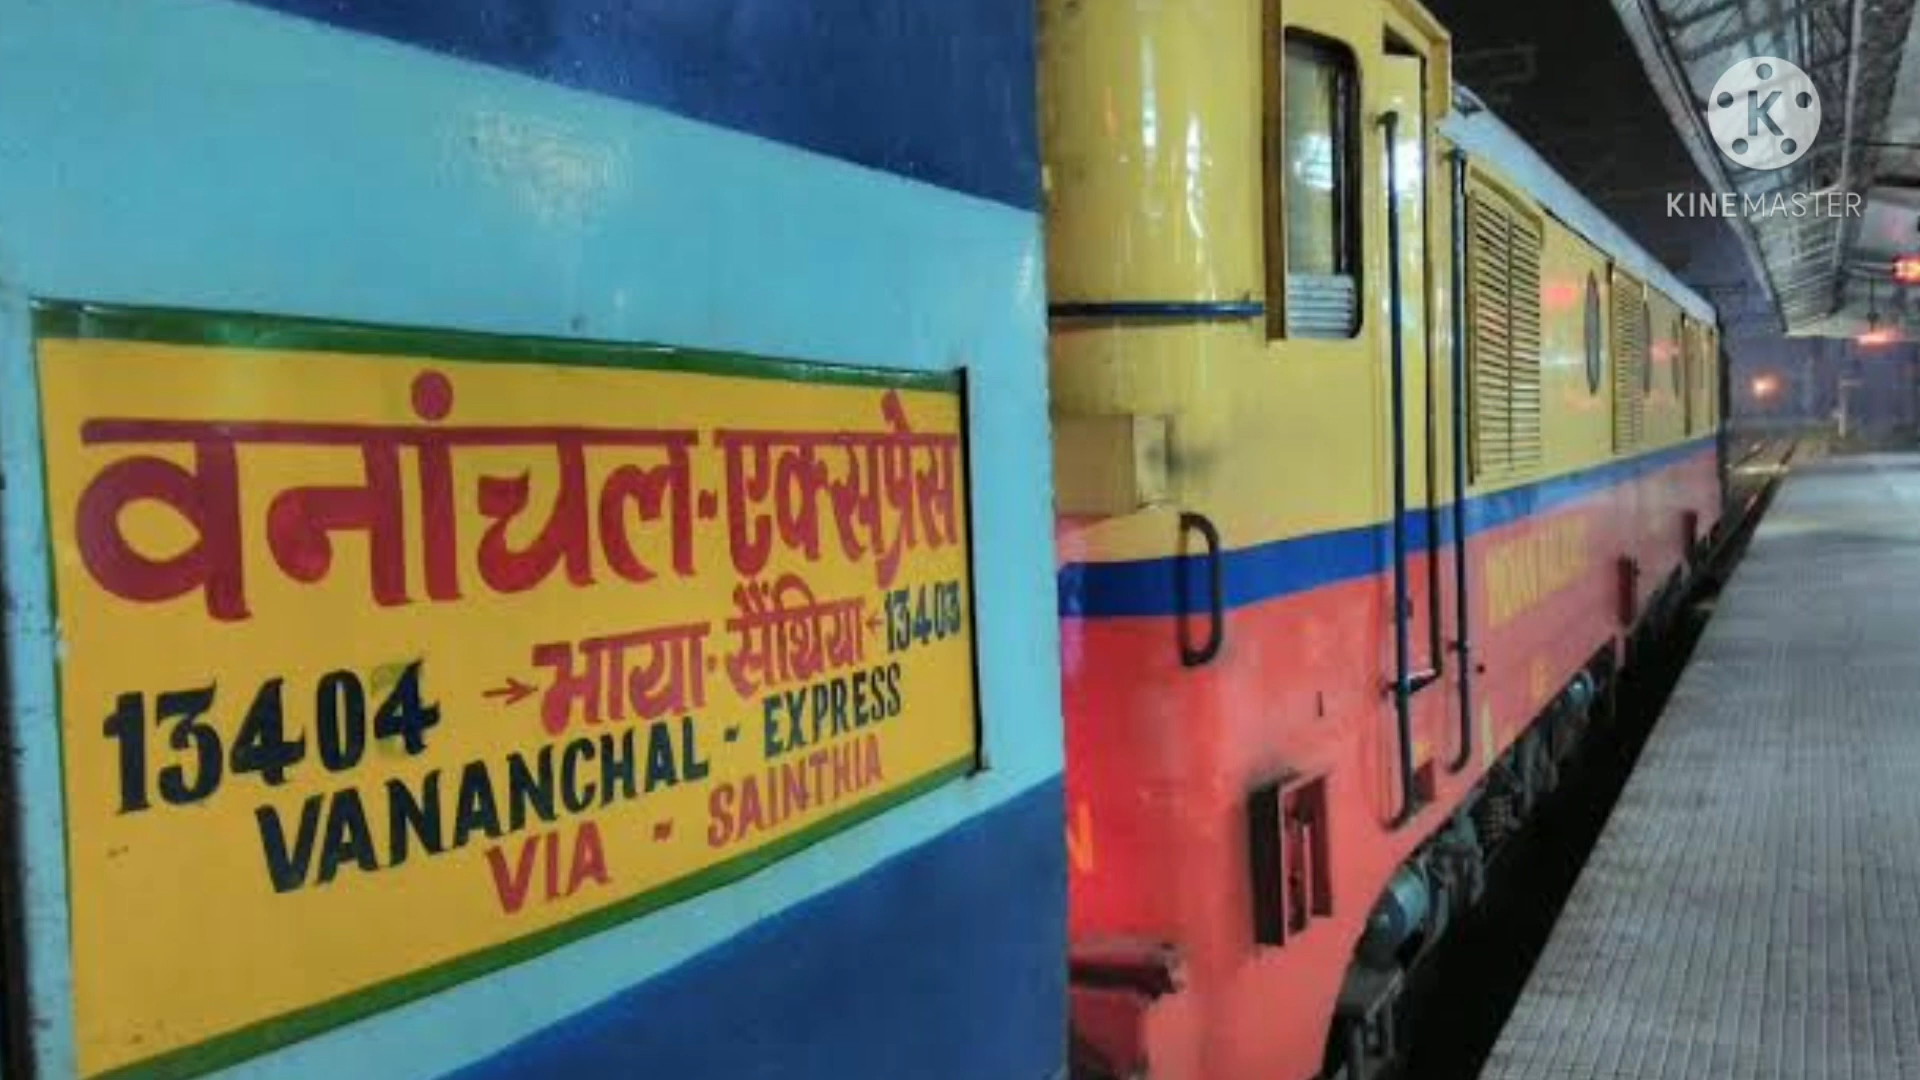 वनांचल-एक्सप्रेस
13404 →भाया-सैंथिया← 13403
VANANCHAL - EXPRESS
VIA - SAINTHIA
K
KINEMASTER